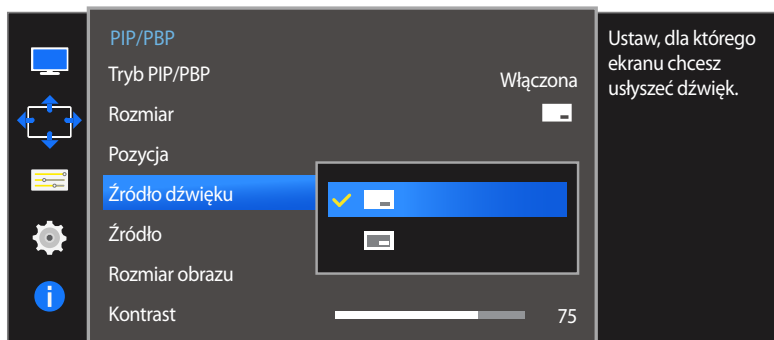 PIP/PBP
Tryb PIP/PBP
Włączona
Rozmiar
Pozycja
Źródło dźwięku
Źródło
Rozmiar obrazu
Kontrast
75
Ustaw, dla którego
ekranu chcesz
usłyszeć dźwięk.